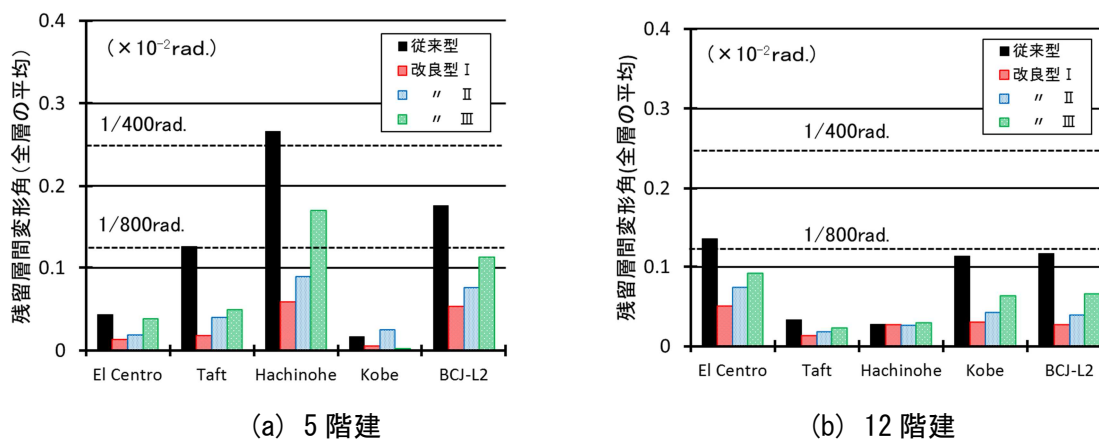 残留層間変形角(全層の平均)
0.4
0.3
0.2
0.1
0
(×10⁻²rad.)
■従来型
改良型Ⅰ
〃 Ⅱ
〃 Ⅲ
1/400rad.
1/800rad.
El Centro Taft Hachinohe Kobe BCJ-L2
(a) 5階建
残留層間変形角(全層の平均)
0.4
0.3
0.2
0.1
0
(×10⁻²rad.)
■従来型
改良型Ⅰ
〃 Ⅱ
〃 Ⅲ
1/400rad.
1/800rad.
El Centro Taft Hachinohe Kobe BCJ-L2
(b) 12階建